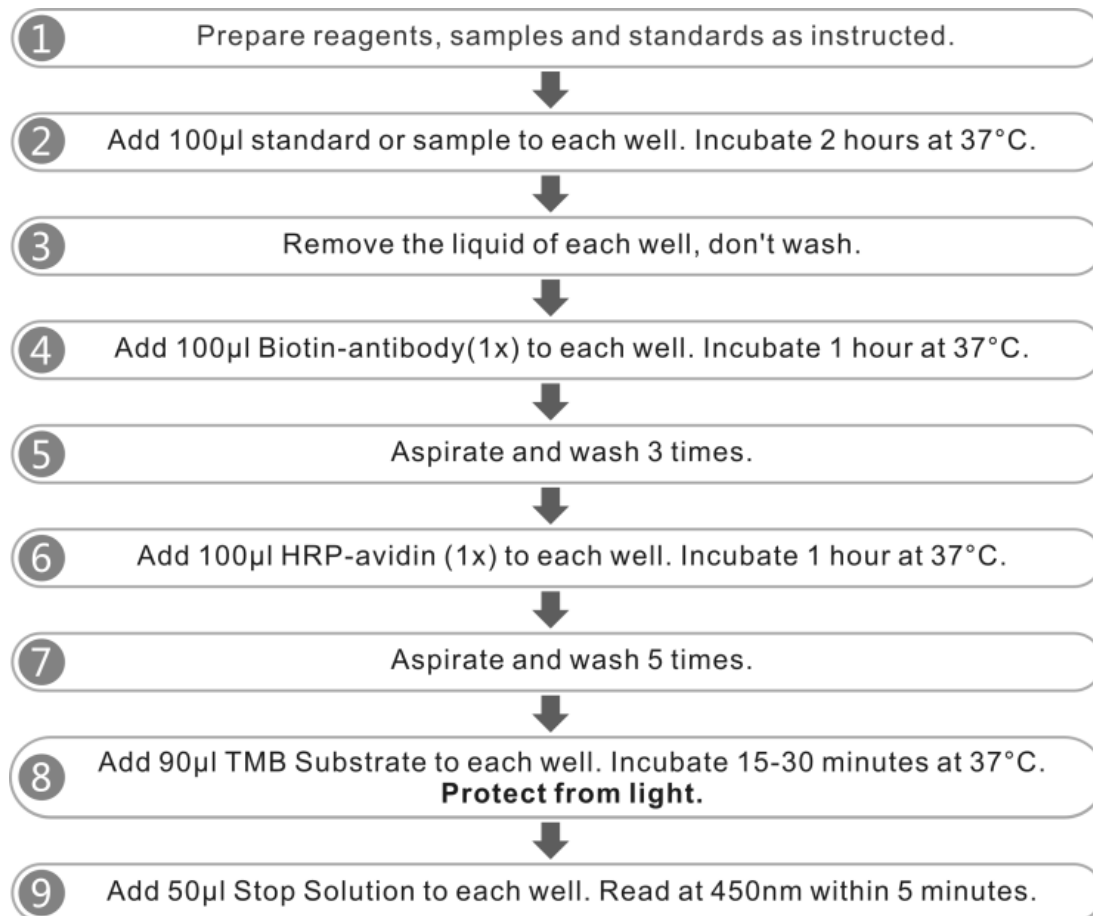 1 Prepare reagents, samples and standards as instructed.
2 Add 100µl standard or sample to each well. Incubate 2 hours at 37°C.
3 Remove the liquid of each well, don't wash.
4 Add 100µl Biotin-antibody(1x) to each well. Incubate 1 hour at 37°C.
5 Aspirate and wash 3 times.
6 Add 100µl HRP-avidin (1x) to each well. Incubate 1 hour at 37°C.
7 Aspirate and wash 5 times.
8 Add 90µl TMB Substrate to each well. Incubate 15-30 minutes at 37°C.
Protect from light.
9 Add 50µl Stop Solution to each well. Read at 450nm within 5 minutes.